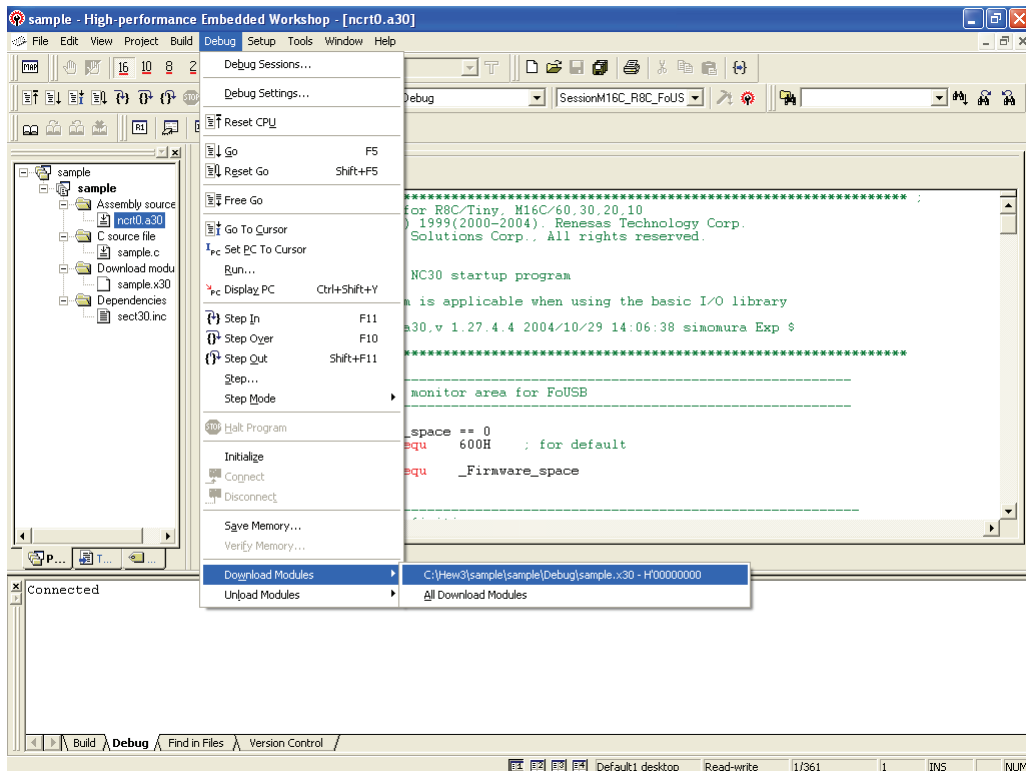 sample - High-performance Embedded Workshop - [ncrt0.a30]
File Edit View Project Build Debug Setup Tools Window Help
MAP 16 10 8 2
Debug SessionM16C_R8C_FoUS
R1
sample
sample
Assembly source
ncrt0.a30
C source file
sample.c
Download modu
sample.x30
Dependencies
sect30.inc
P... T... ...
Debug Sessions...
Debug Settings...
Reset CPU
Go F5
Reset Go Shift+F5
Free Go
Go To Cursor
Set PC To Cursor
Run...
Display PC Ctrl+Shift+Y
Step In F11
Step Over F10
Step Out Shift+F11
Step...
Step Mode
Halt Program
Initialize
Connect
Disconnect
Save Memory...
Verify Memory...
Download Modules
Unload Modules
C:\Hew3\sample\sample\Debug\sample.x30 - H'00000000
All Download Modules
******************************************************************** ;
for R8C/Tiny, M16C/60,30,20,10
) 1999(2000-2004). Renesas Technology Corp.
Solutions Corp., All rights reserved.
NC30 startup program
m is applicable when using the basic I/O library
a30,v 1.27.4.4 2004/10/29 14:06:38 simomura Exp $
********************************************************************
------------------------------------------------------------
monitor area for FoUSB
------------------------------------------------------------
_space == 0
equ 600H ; for default
equ _Firmware_space
------------------------------------------------------------
Connected
Build Debug Find in Files Version Control
Default1 desktop Read-write 1/361 1 INS NUM